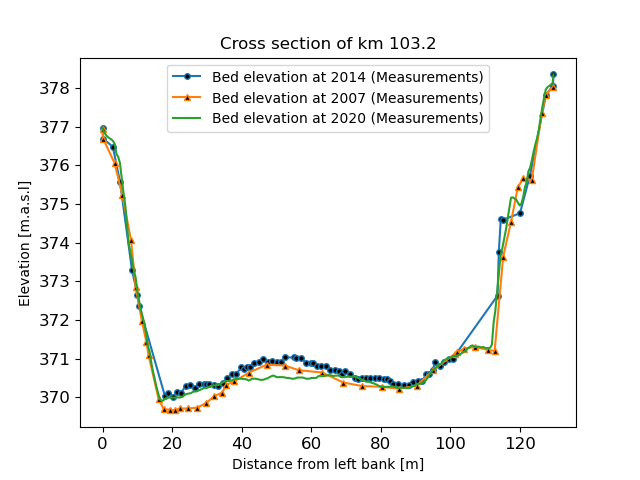 Cross section of km 103.2
Bed elevation at 2014 (Measurements)
Bed elevation at 2007 (Measurements)
Bed elevation at 2020 (Measurements)
Elevation [m.a.s.l]
378
377
376
375
374
373
372
371
370
0 20 40 60 80 100 120
Distance from left bank [m]